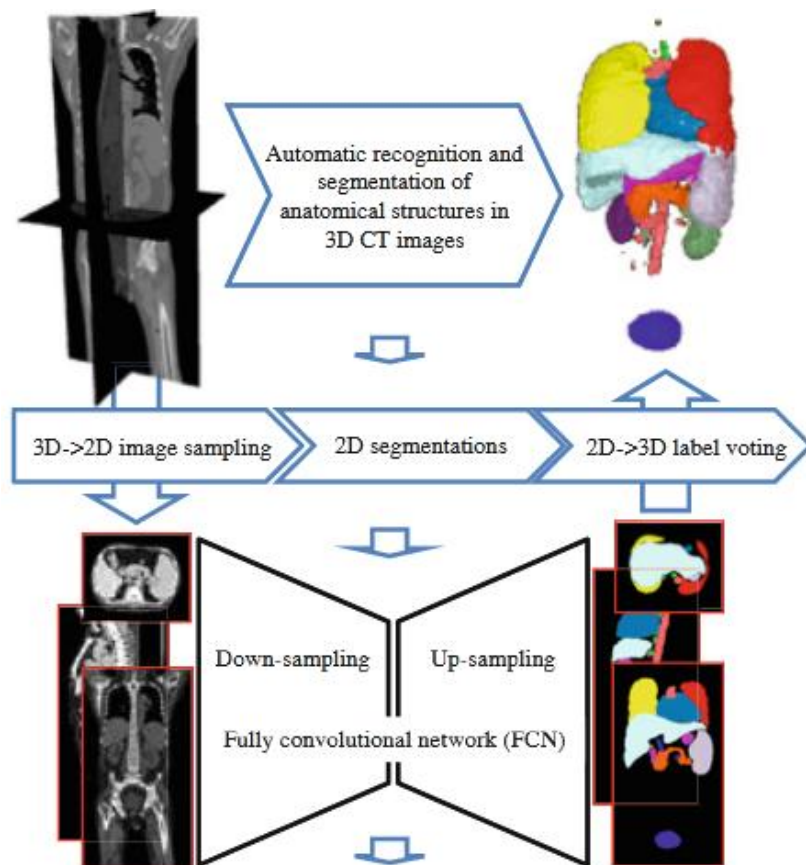 Automatic recognition and
segmentation of
anatomical structures in
3D CT images
3D->2D image sampling
2D segmentations
2D->3D label voting
Down-sampling
Up-sampling
Fully convolutional network (FCN)